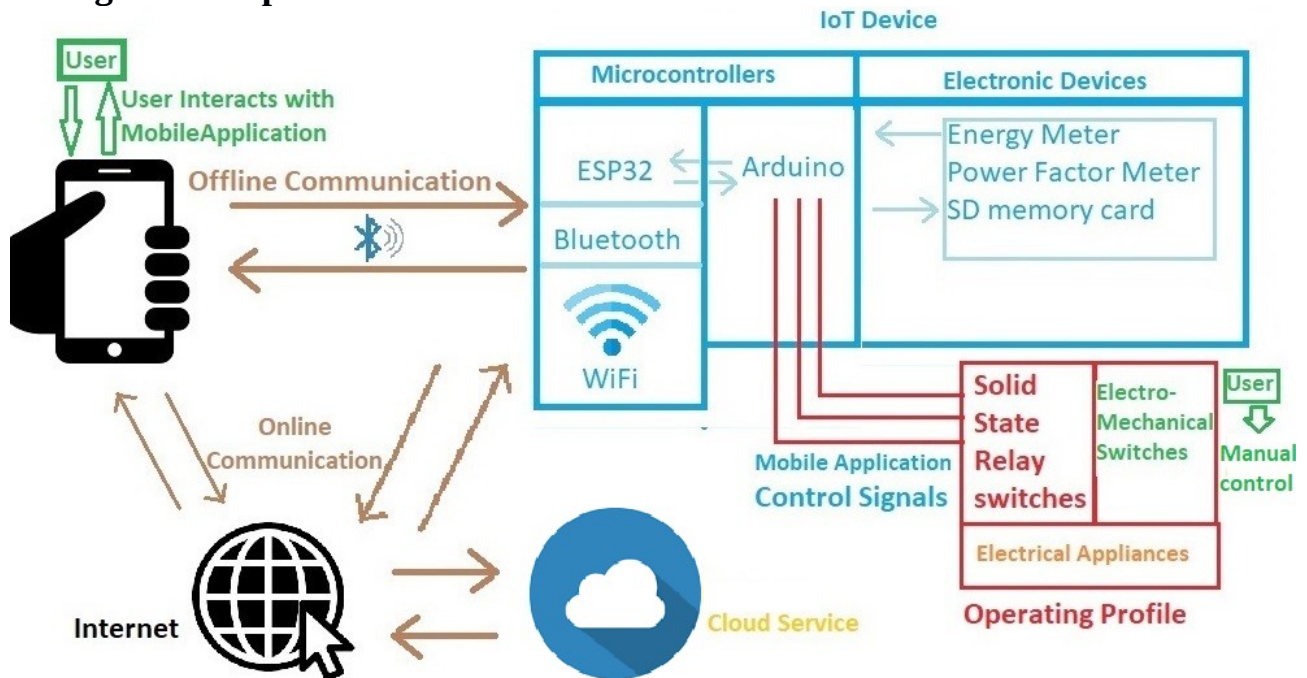 IoT Device
User
User Interacts with
MobileApplication
Offline Communication
Microcontrollers
Electronic Devices
ESP32
Arduino
Bluetooth
WiFi
Energy Meter
Power Factor Meter
SD memory card
Online
Communication
Internet
Cloud Service
Mobile Application
Control Signals
Solid
State
Relay
switches
Electro-
Mechanical
Switches
User
Manual
control
Electrical Appliances
Operating Profile